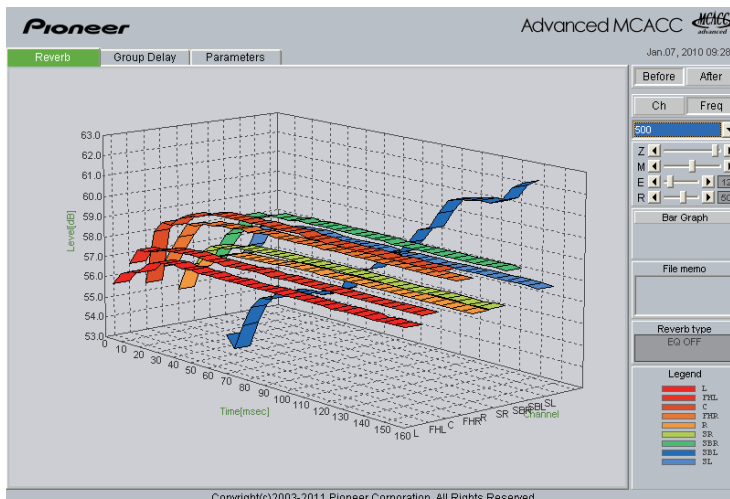 Pioneer
Advanced MCACC
MCACC
advanced
Reverb
Group Delay
Parameters
Jan.07, 2010 09:28
Before
After
Ch
Freq
500
Z
M
E
12
R
50
Bar Graph
File memo
Reverb type
EQ OFF
Legend
L
FHL
C
FHR
R
SR
SBR
SBL
SL
Level[dB]
63.0
62.0
61.0
60.0
59.0
58.0
57.0
56.0
55.0
54.0
53.0
0
10
20
30
40
50
60
70
80
90
100
110
120
130
140
150
160
Time[msec]
L
FHL
C
FHR
R
SR
SBR
SBL
SL
Channel
Copyright(c)2003-2011 Pioneer Corporation. All Rights Reserved.